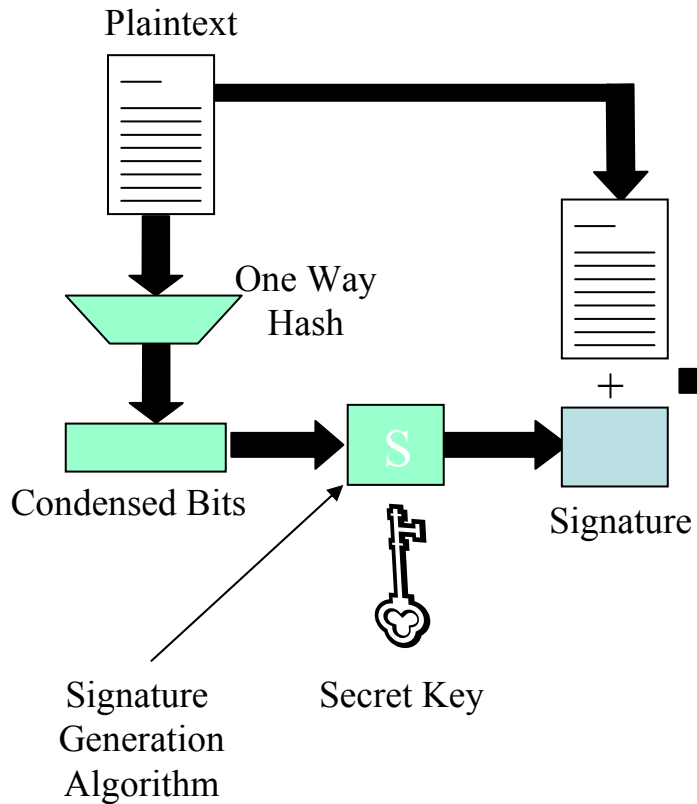 Plaintext
One Way
Hash
+
S
Condensed Bits
Signature
Signature
Generation
Algorithm
Secret Key